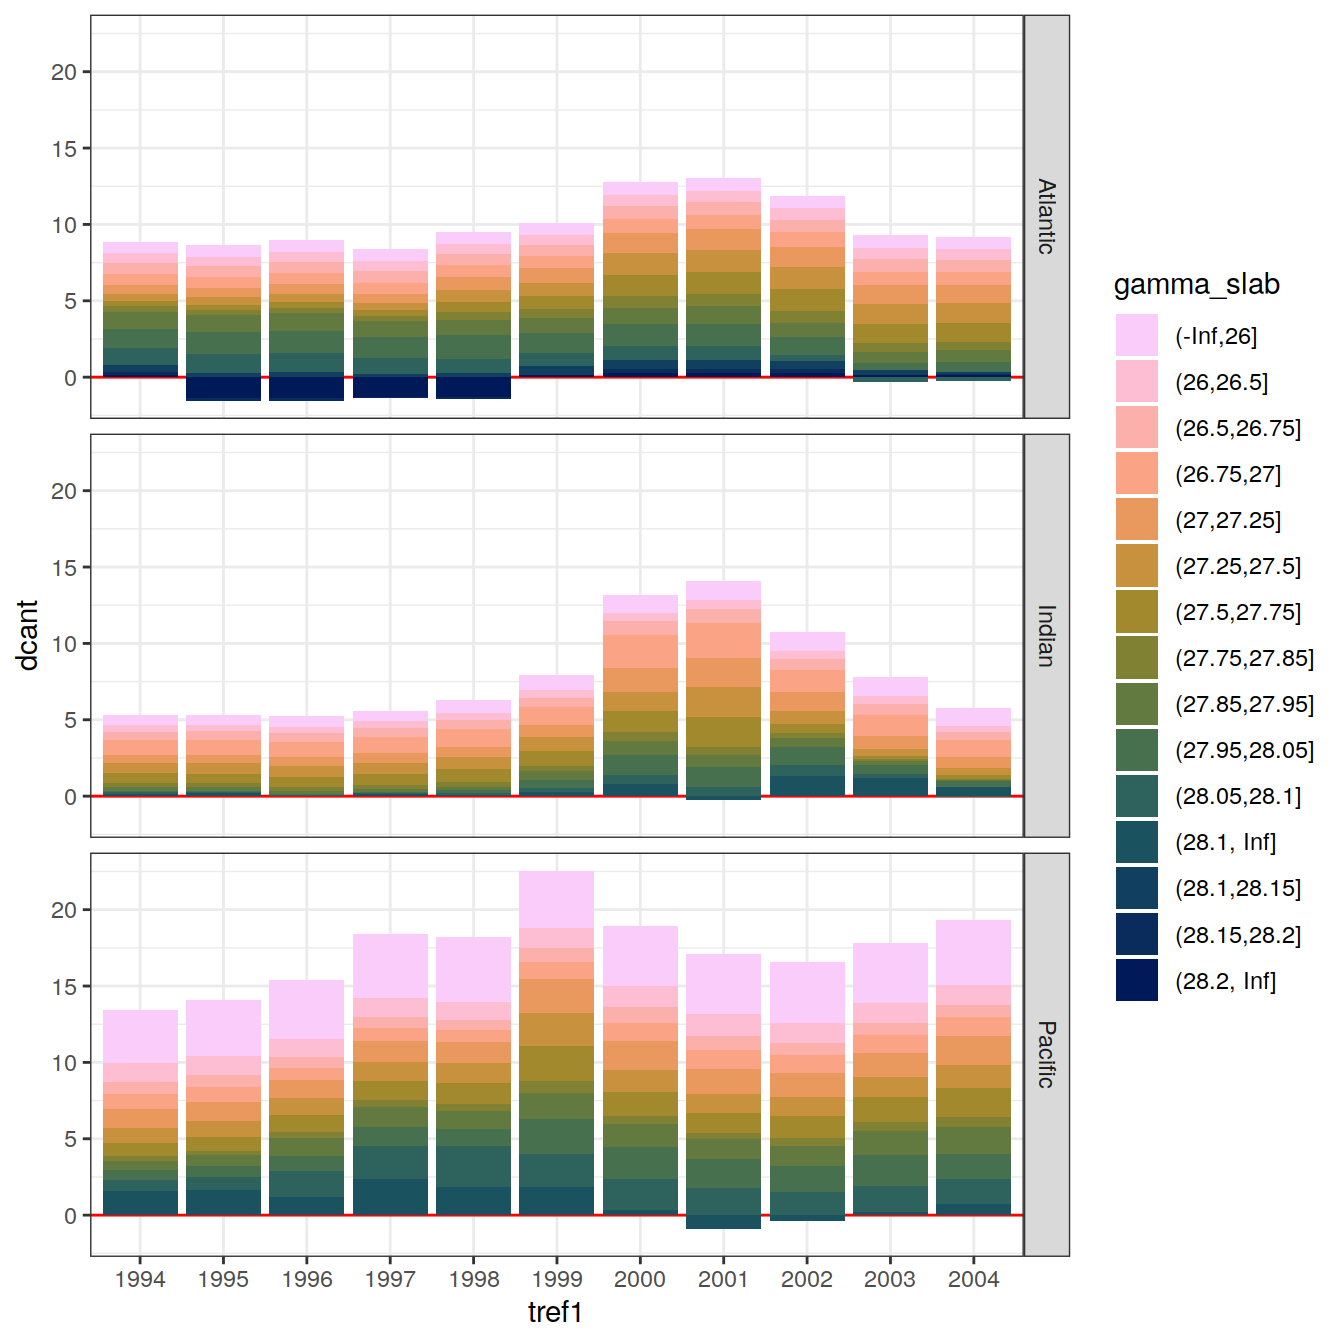 20
15
10
5
0
Atlantic
20
15
10
5
0
Indian
20
15
10
5
0
Pacific
dcant
1994 1995 1996 1997 1998 1999 2000 2001 2002 2003 2004
tref1
gamma_slab
(-Inf,26]
(26,26.5]
(26.5,26.75]
(26.75,27]
(27,27.25]
(27.25,27.5]
(27.5,27.75]
(27.75,27.85]
(27.85,27.95]
(27.95,28.05]
(28.05,28.1]
(28.1, Inf]
(28.1,28.15]
(28.15,28.2]
(28.2, Inf]